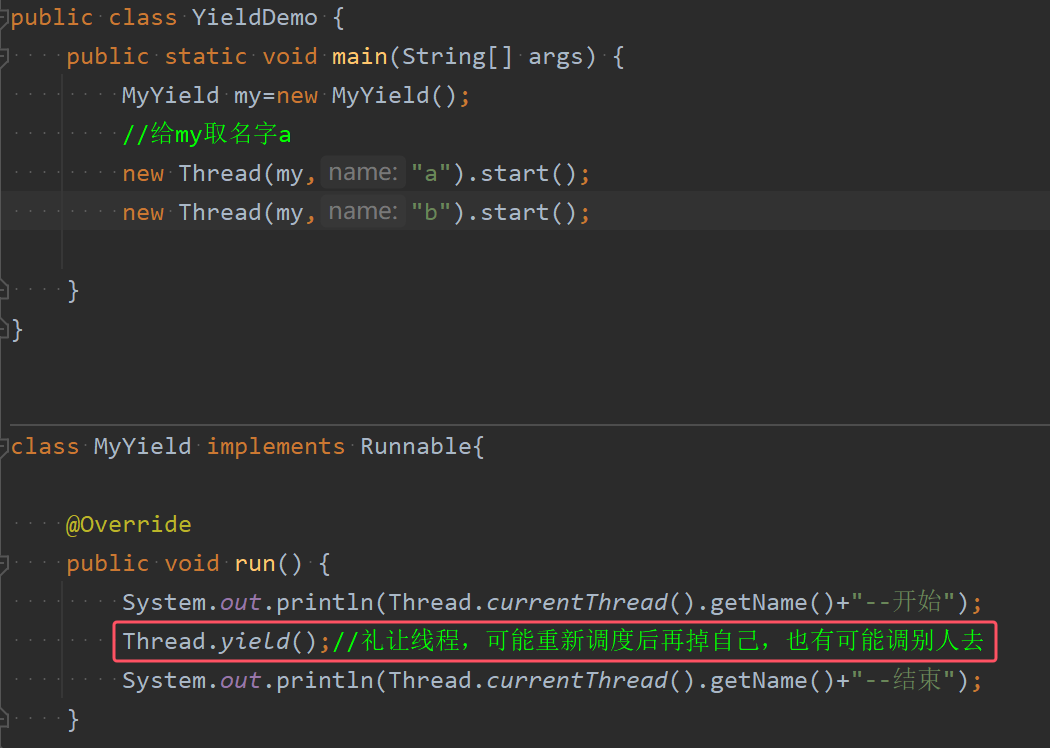 public class YieldDemo {
public static void main(String[] args) {
MyYield my=new MyYield();
//给my取名字a
new Thread(my, name: "a").start();
new Thread(my, name: "b").start();
}
}
class MyYield implements Runnable{
@Override
public void run() {
System.out.println(Thread.currentThread().getName()+"--开始");
Thread.yield();//礼让线程，可能重新调度后再掉自己，也有可能调别人去
System.out.println(Thread.currentThread().getName()+"--结束");
}